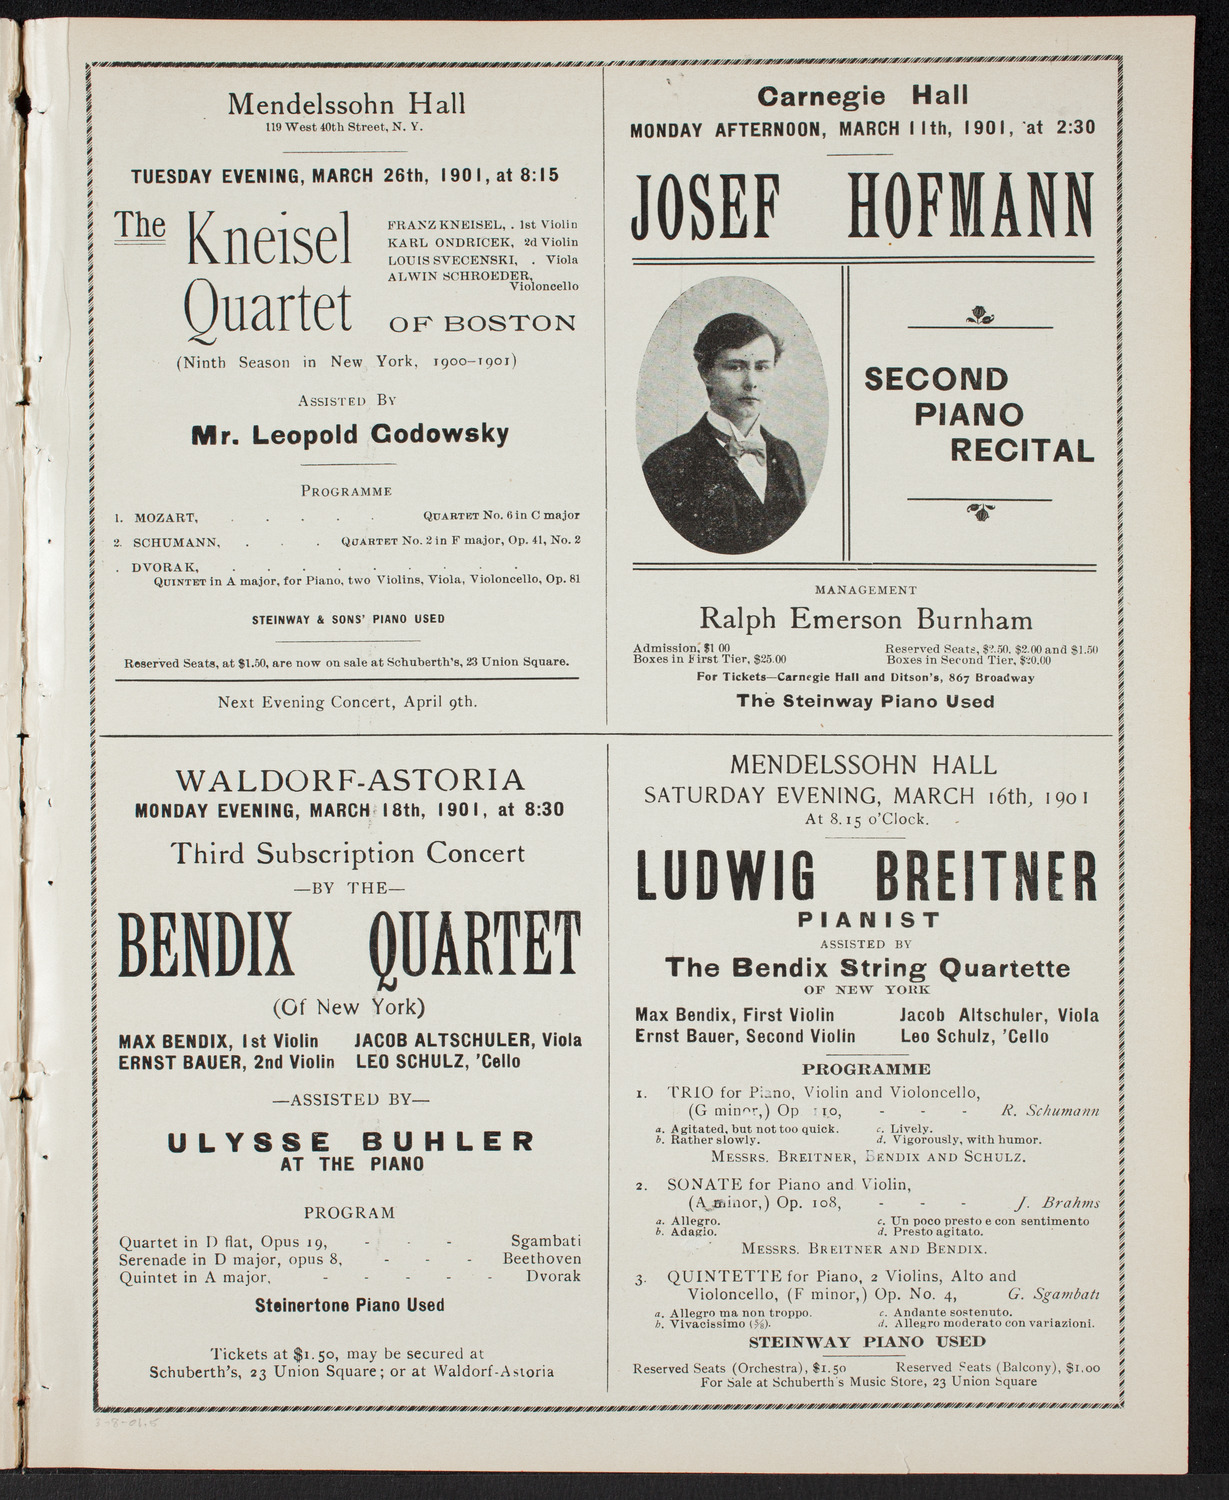 Mendelssohn Hall
119 West 40th Street, N. Y.
TUESDAY EVENING, MARCH 26th, 1901, at 8:15
The Kneisel
Quartet
FRANZ KNEISEL, . 1st Violin
KARL ONDRICEK, 2d Violin
LOUIS SVECENSKI, . Viola
ALWIN SCHROEDER,
Violoncello
OF BOSTON
(Ninth Season in New York, 1900-1901)
ASSISTED BY
Mr. Leopold Godowsky
PROGRAMME
1. MOZART, . . . . . QUARTET No. 6 in C major
2. SCHUMANN, . . . QUARTET No. 2 in F major, Op. 41, No. 2
. DVORAK, . . . . . . . . .
QUINTET in A major, for Piano, two Violins, Viola, Violoncello, Op. 81
STEINWAY & SONS' PIANO USED
Reserved Seats, at $1.50, are now on sale at Schuberth's, 23 Union Square.
Next Evening Concert, April 9th.
Carnegie Hall
MONDAY AFTERNOON, MARCH 11th, 1901, at 2:30
JOSEF HOFMANN
SECOND
PIANO
RECITAL
MANAGEMENT
Ralph Emerson Burnham
Admission, $1 00 Reserved Seats, $2.50, $2.00 and $1.50
Boxes in First Tier, $25.00 Boxes in Second Tier, $20.00
For Tickets—Carnegie Hall and Ditson's, 867 Broadway
The Steinway Piano Used
WALDORF-ASTORIA
MONDAY EVENING, MARCH 18th, 1901, at 8:30
Third Subscription Concert
—BY THE—
BENDIX QUARTET
(Of New York)
MAX BENDIX, 1st Violin JACOB ALTSCHULER, Viola
ERNST BAUER, 2nd Violin LEO SCHULZ, 'Cello
—ASSISTED BY—
ULYSSE BUHLER
AT THE PIANO
PROGRAM
Quartet in D flat, Opus 19, - - - Sgambati
Serenade in D major, opus 8, - - - Beethoven
Quintet in A major, - - - - - Dvorak
Steinertone Piano Used
Tickets at $1.50, may be secured at
Schuberth's, 23 Union Square; or at Waldorf-Astoria
MENDELSSOHN HALL
SATURDAY EVENING, MARCH 16th, 1901
At 8.15 o'Clock.
LUDWIG BREITNER
PIANIST
ASSISTED BY
The Bendix String Quartette
OF NEW YORK
Max Bendix, First Violin Jacob Altschuler, Viola
Ernst Bauer, Second Violin Leo Schulz, 'Cello
PROGRAMME
1. TRIO for Piano, Violin and Violoncello,
(G minor,) Op 110, - - - R. Schumann
a. Agitated, but not too quick. c. Lively.
b. Rather slowly. d. Vigorously, with humor.
MESSRS. BREITNER, BENDIX AND SCHULZ.
2. SONATE for Piano and Violin,
(A minor,) Op. 108, - - - J. Brahms
a. Allegro. c. Un poco presto e con sentimento
b. Adagio. d. Presto agitato.
MESSRS. BREITNER AND BENDIX.
3. QUINTETTE for Piano, 2 Violins, Alto and
Violoncello, (F minor,) Op. No. 4, G. Sgambati
a. Allegro ma non troppo. c. Andante sostenuto.
b. Vivacissimo (5/8). d. Allegro moderato con variazioni.
STEINWAY PIANO USED
Reserved Seats (Orchestra), $1.50 Reserved Seats (Balcony), $1.00
For Sale at Schuberth's Music Store, 23 Union Square
3-8-01.5